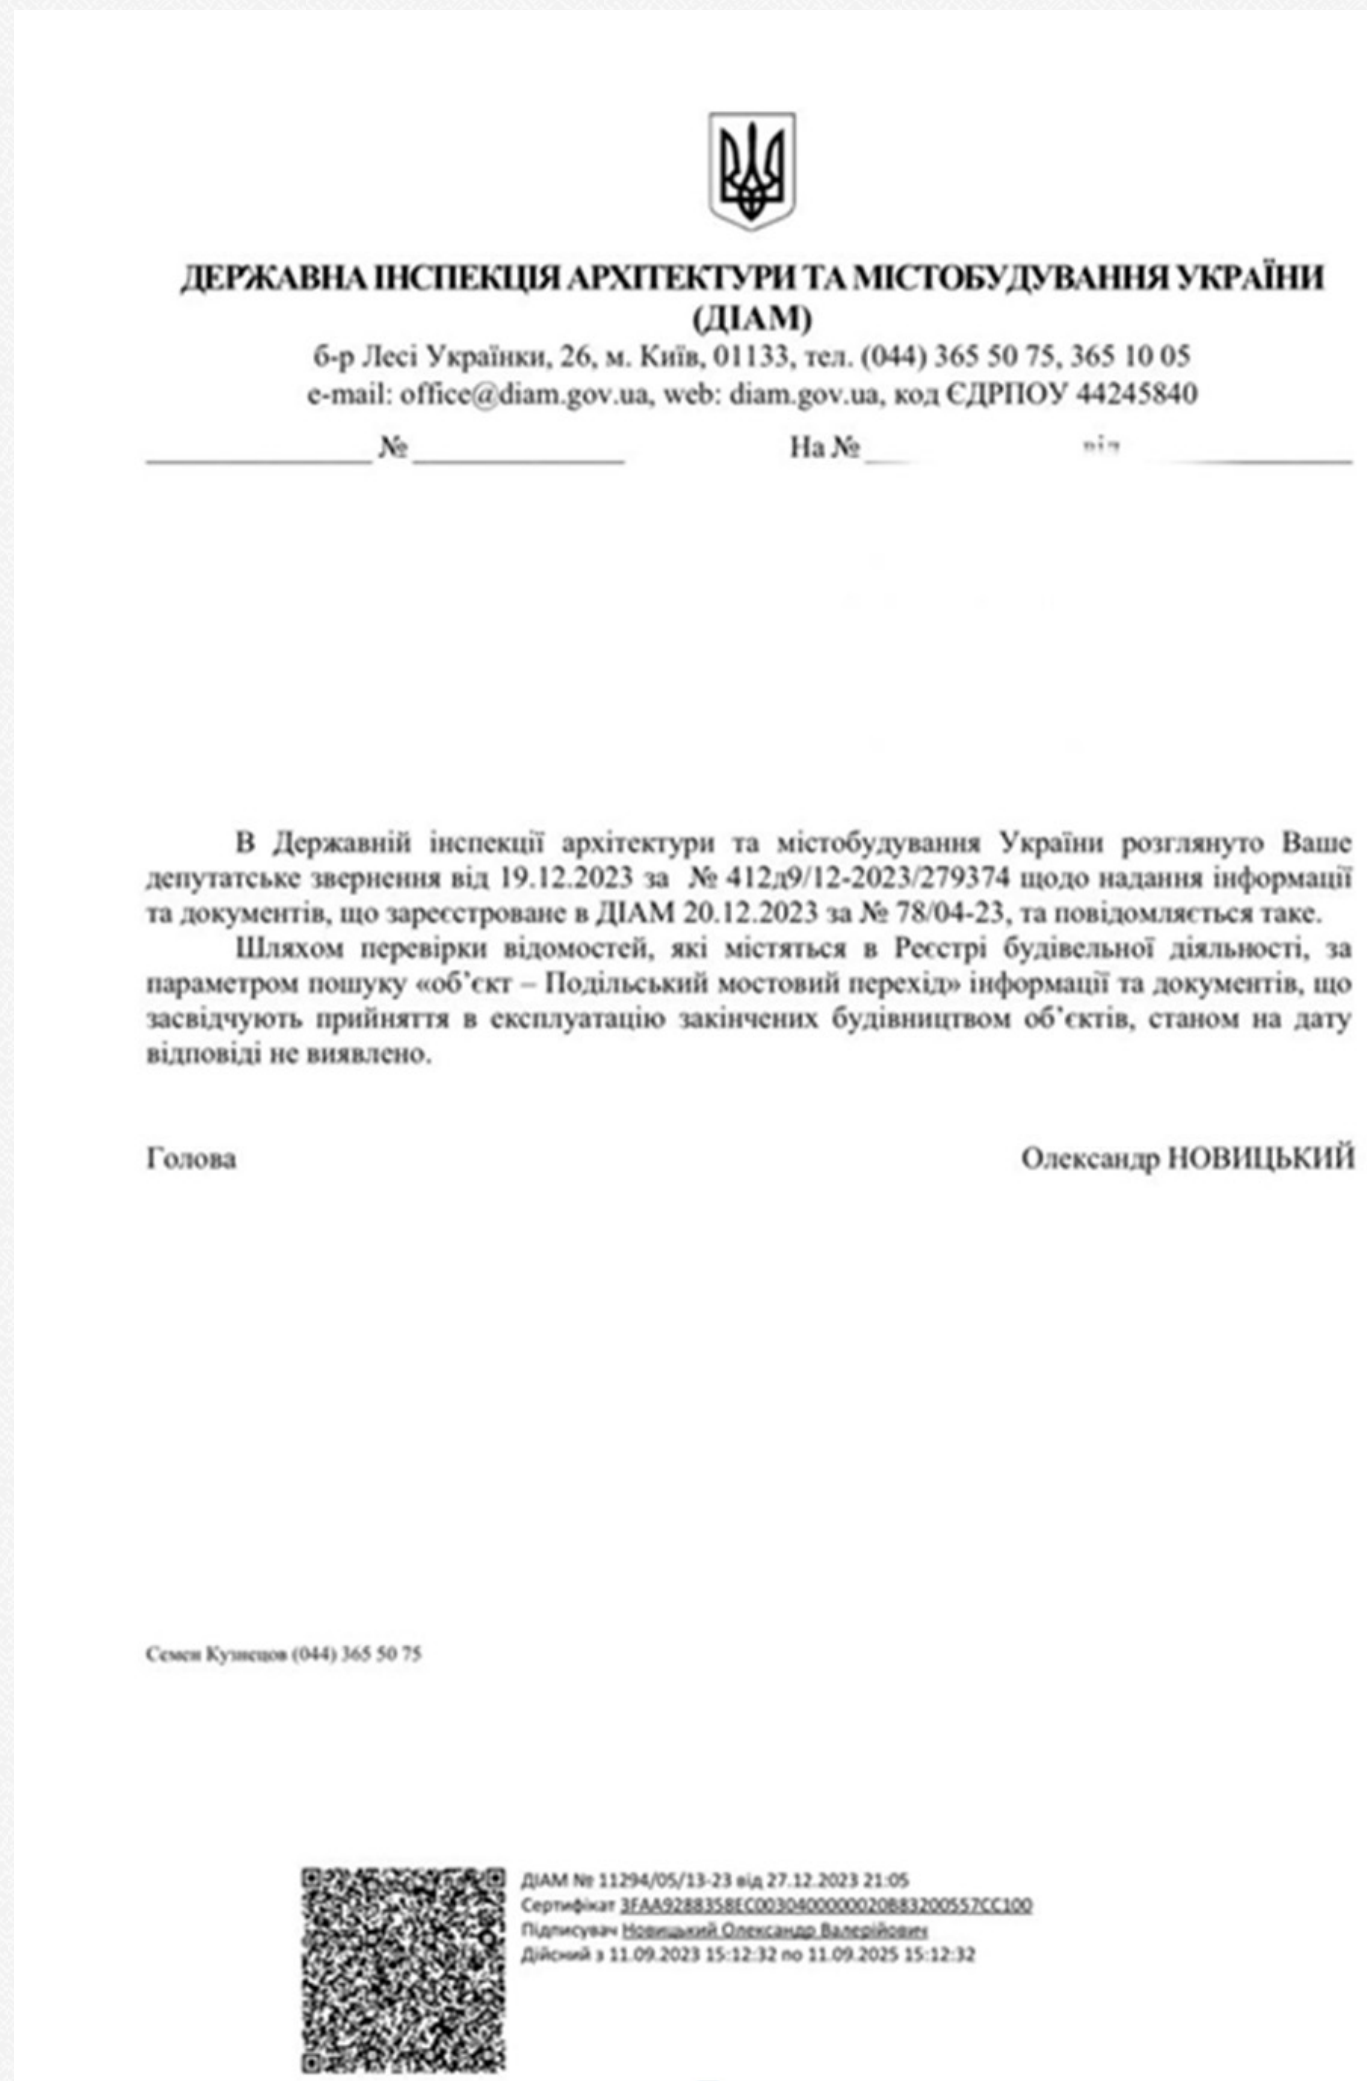 ДЕРЖАВНА ІНСПЕКЦІЯ АРХІТЕКТУРИ ТА МІСТОБУДУВАННЯ УКРАЇНИ
(ДІАМ)
б-р Лесі Українки, 26, м. Київ, 01133, тел. (044) 365 50 75, 365 10 05
e-mail: office@diam.gov.ua, web: diam.gov.ua, код ЄДРПОУ 44245840
_______________ № ______________ На № ___ від ____________
В Державній інспекції архітектури та містобудування України розглянуто Ваше
депутатське звернення від 19.12.2023 за № 412д9/12-2023/279374 щодо надання інформації
та документів, що зареєстроване в ДІАМ 20.12.2023 за № 78/04-23, та повідомляється таке.
Шляхом перевірки відомостей, які містяться в Реєстрі будівельної діяльності, за
параметром пошуку «об’єкт – Подільський мостовий перехід» інформації та документів, що
засвідчують прийняття в експлуатацію закінчених будівництвом об’єктів, станом на дату
відповіді не виявлено.
Голова Олександр НОВИЦЬКИЙ
Семен Кузнецов (044) 365 50 75
ДІАМ № 11294/05/13-23 від 27.12.2023 21:05
Сертифікат 3FAA9288358EC0030400000020B83200557CC100
Підписувач Новицький Олександр Валерійович
Дійсний з 11.09.2023 15:12:32 по 11.09.2025 15:12:32